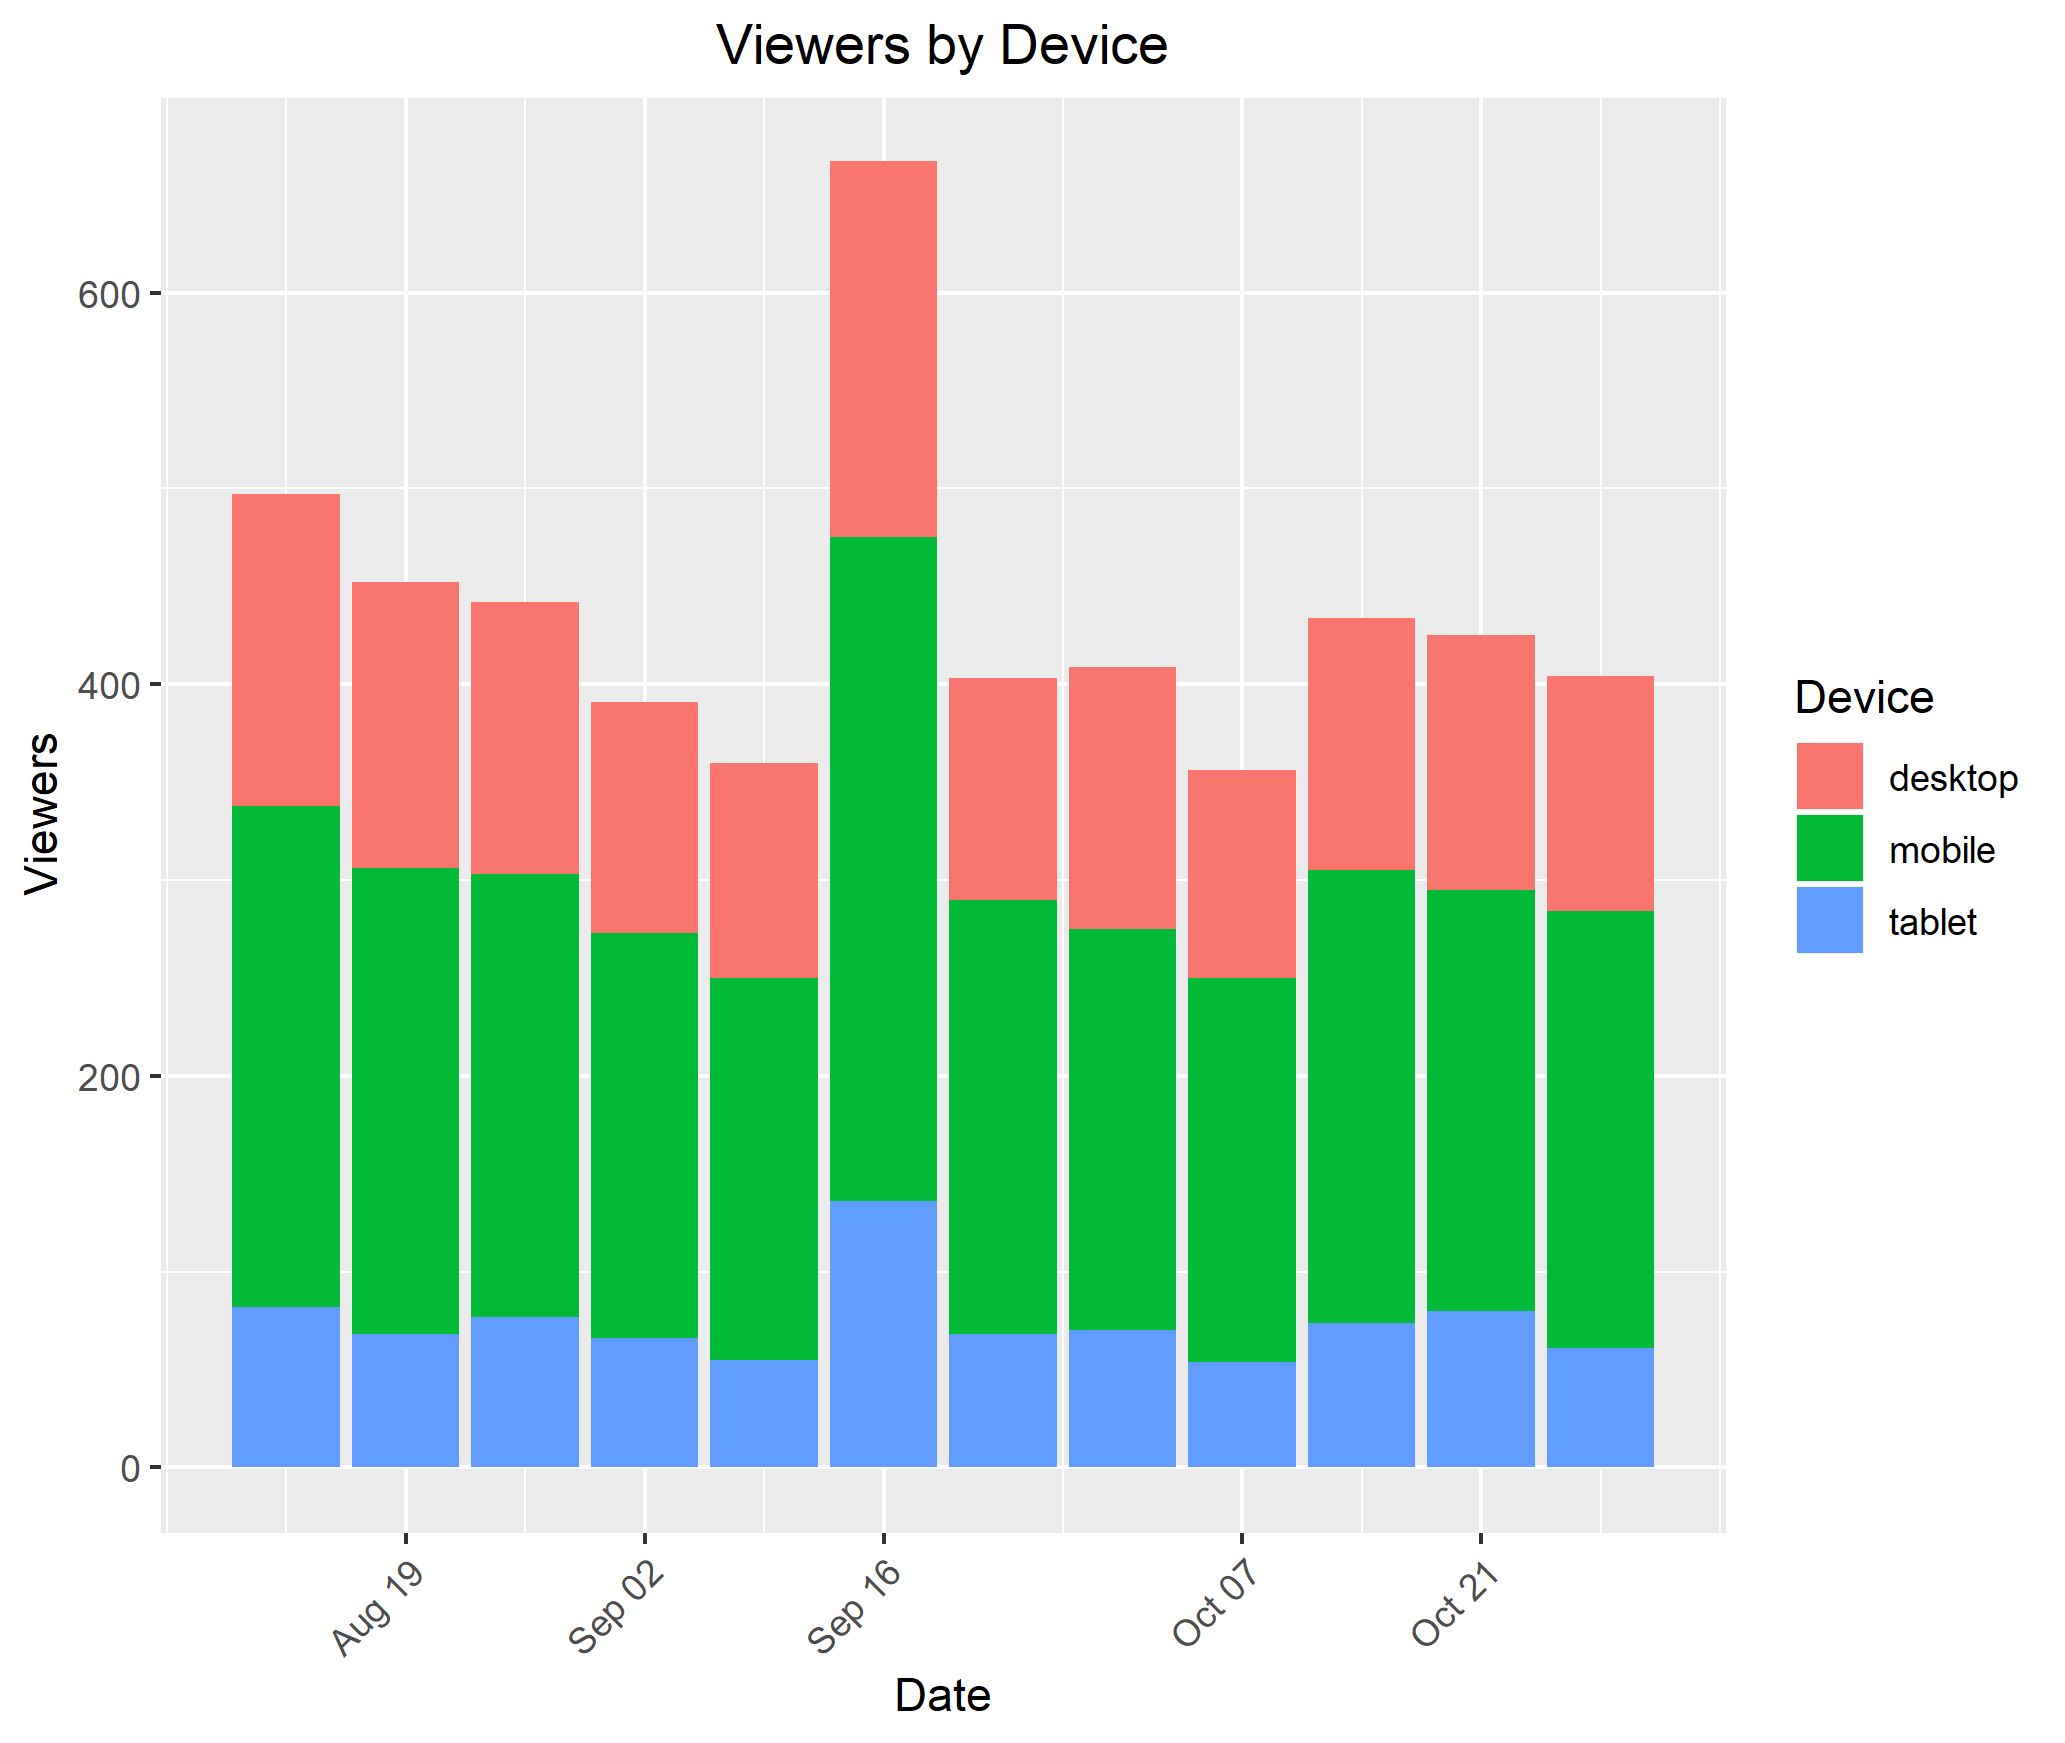 Viewers by Device
Viewers
600
400
200
0
Aug 19
Sep 02
Sep 16
Oct 07
Oct 21
Date
Device
desktop
mobile
tablet